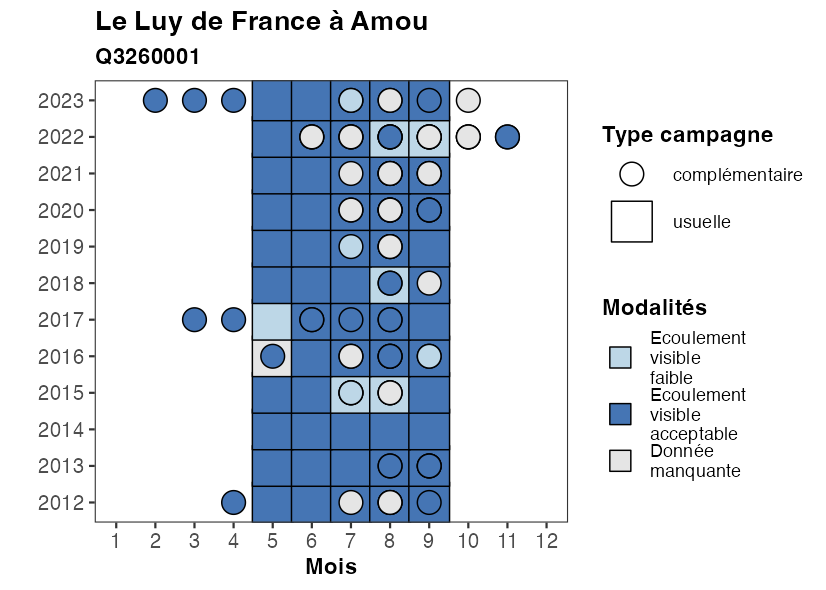 Le Luy de France à Amou
Q3260001
2023
2022
2021
2020
2019
2018
2017
2016
2015
2014
2013
2012
1 2 3 4 5 6 7 8 9 10 11 12
Mois
Type campagne
complémentaire
usuelle
Modalités
Ecoulement
visible
faible
Ecoulement
visible
acceptable
Donnée
manquante